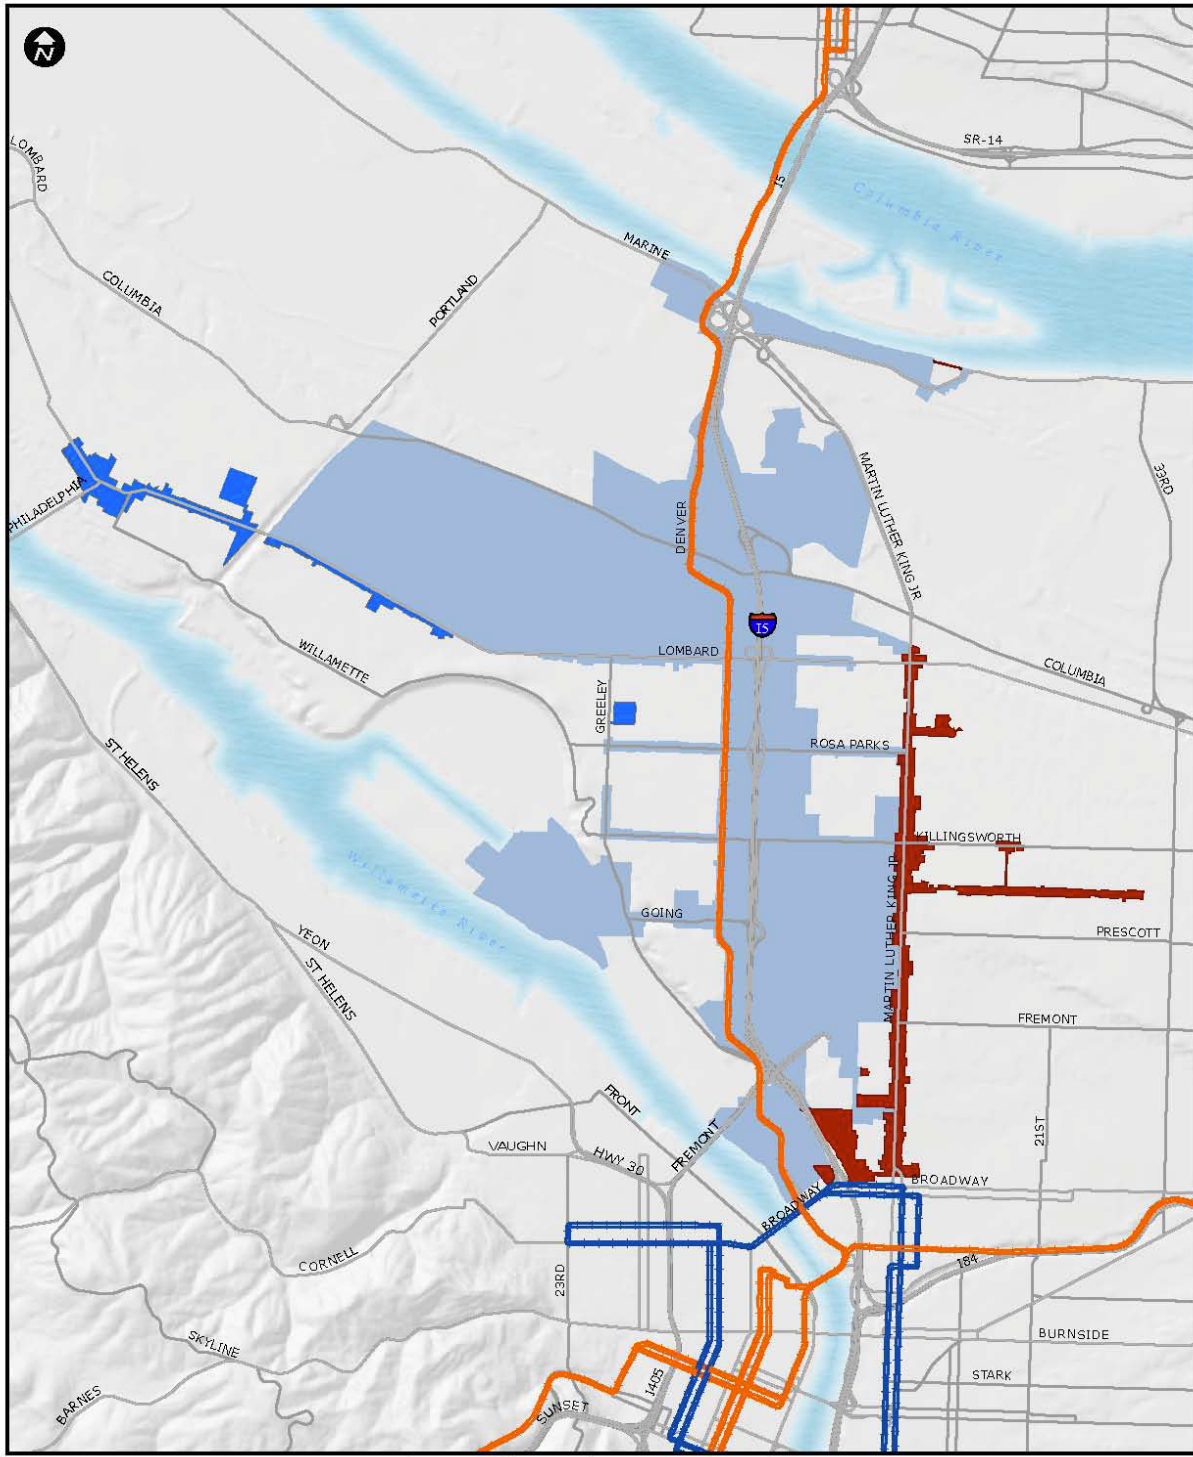 N
LOMBARD
SR-14
I5
Columbia River
MARINE
COLUMBIA
PORTLAND
33RD
MARTIN LUTHER KING JR
PHILADELPHIA
DENVER
I5
LOMBARD
WILLAMETTE
COLUMBIA
GREELEY
ROSA PARKS
ST HELENS
KILLINGSWORTH
Willamette River
MARTIN LUTHER KING JR
GOING
PRESCOTT
YEON
ST HELENS
FREMONT
FRONT
21ST
VAUGHN
HWY 30
FREMONT
BROADWAY
BROADWAY
CORNELL
I84
23RD
SKYLINE
BURNSIDE
STARK
I405
BARNES
SUNSET